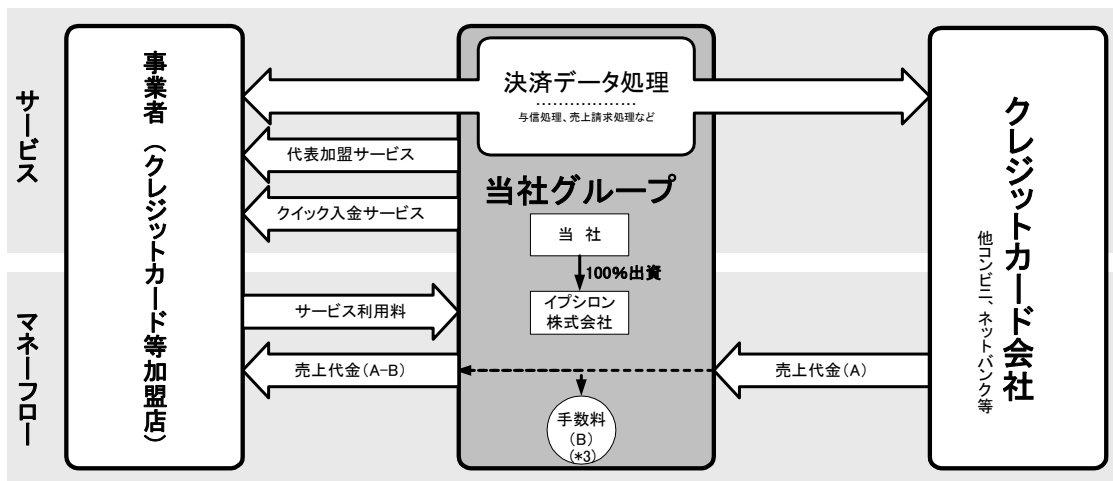 サービス
マネーフロー
事業者（クレジットカード等加盟店）
決済データ処理
与信処理、売上請求処理など
代表加盟サービス
クイック入金サービス
当社グループ
当 社
100%出資
イプシロン
株式会社
サービス利用料
売上代金(A-B)
売上代金(A)
手数料
(B)
(*3)
クレジットカード会社
他コンビニ、ネットバンク等